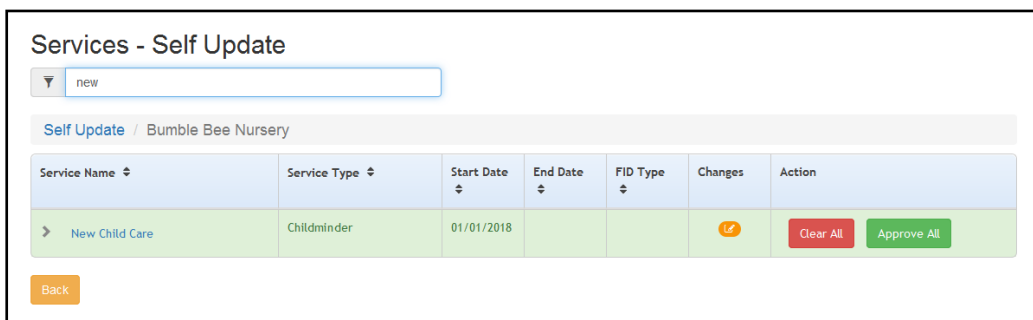 Services - Self Update
new
Self Update / Bumble Bee Nursery
Service Name Service Type Start Date End Date FID Type Changes Action
New Child Care Childminder 01/01/2018 Clear All Approve All
Back